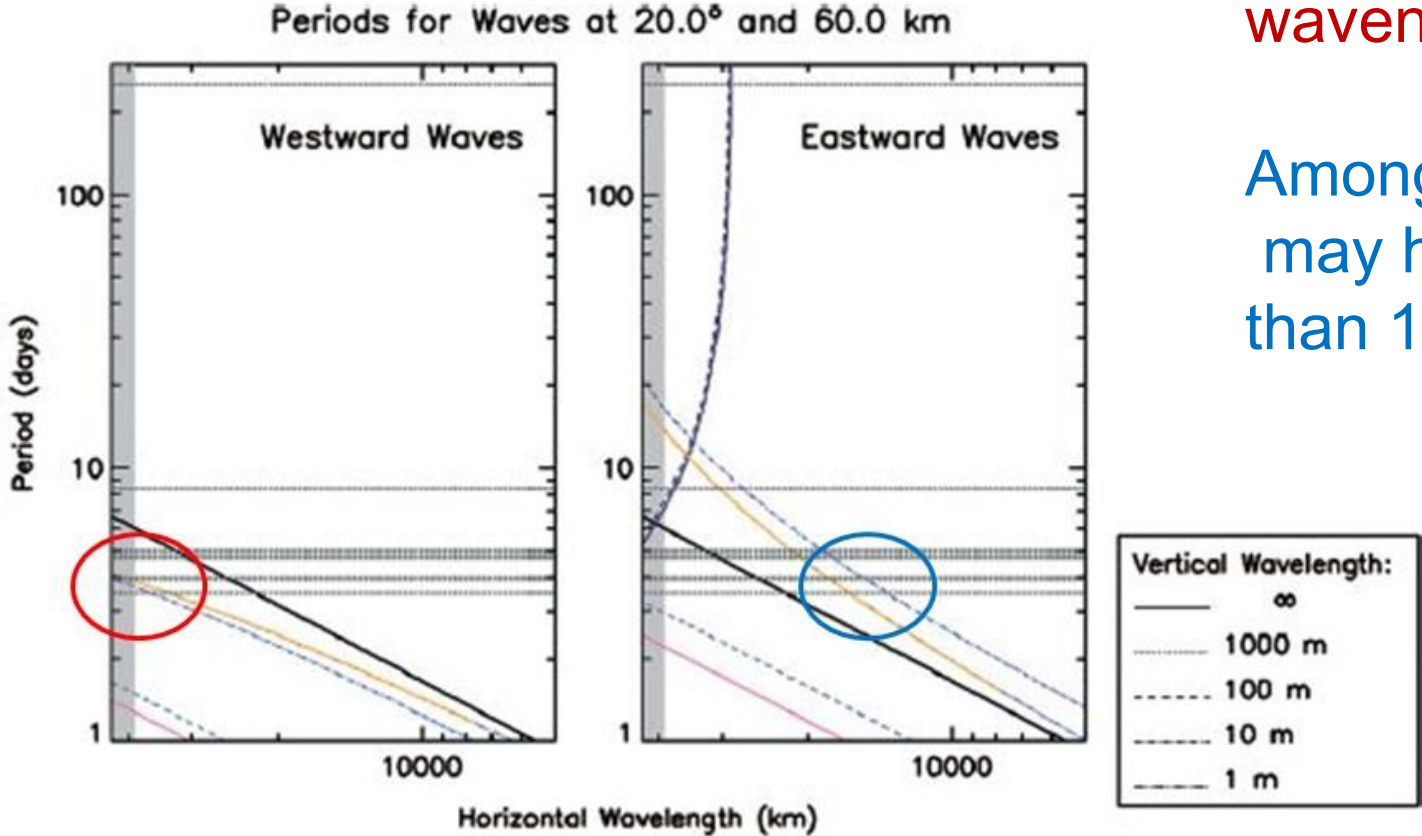 Periods for Waves at 20.0° and 60.0 km
Westward Waves
Eastward Waves
100
10
1
100
10
1
Period (days)
10000
10000
Horizontal Wavelength (km)
Vertical Wavelength:
∞
1000 m
100 m
10 m
1 m
waven
Among
may h
than 1